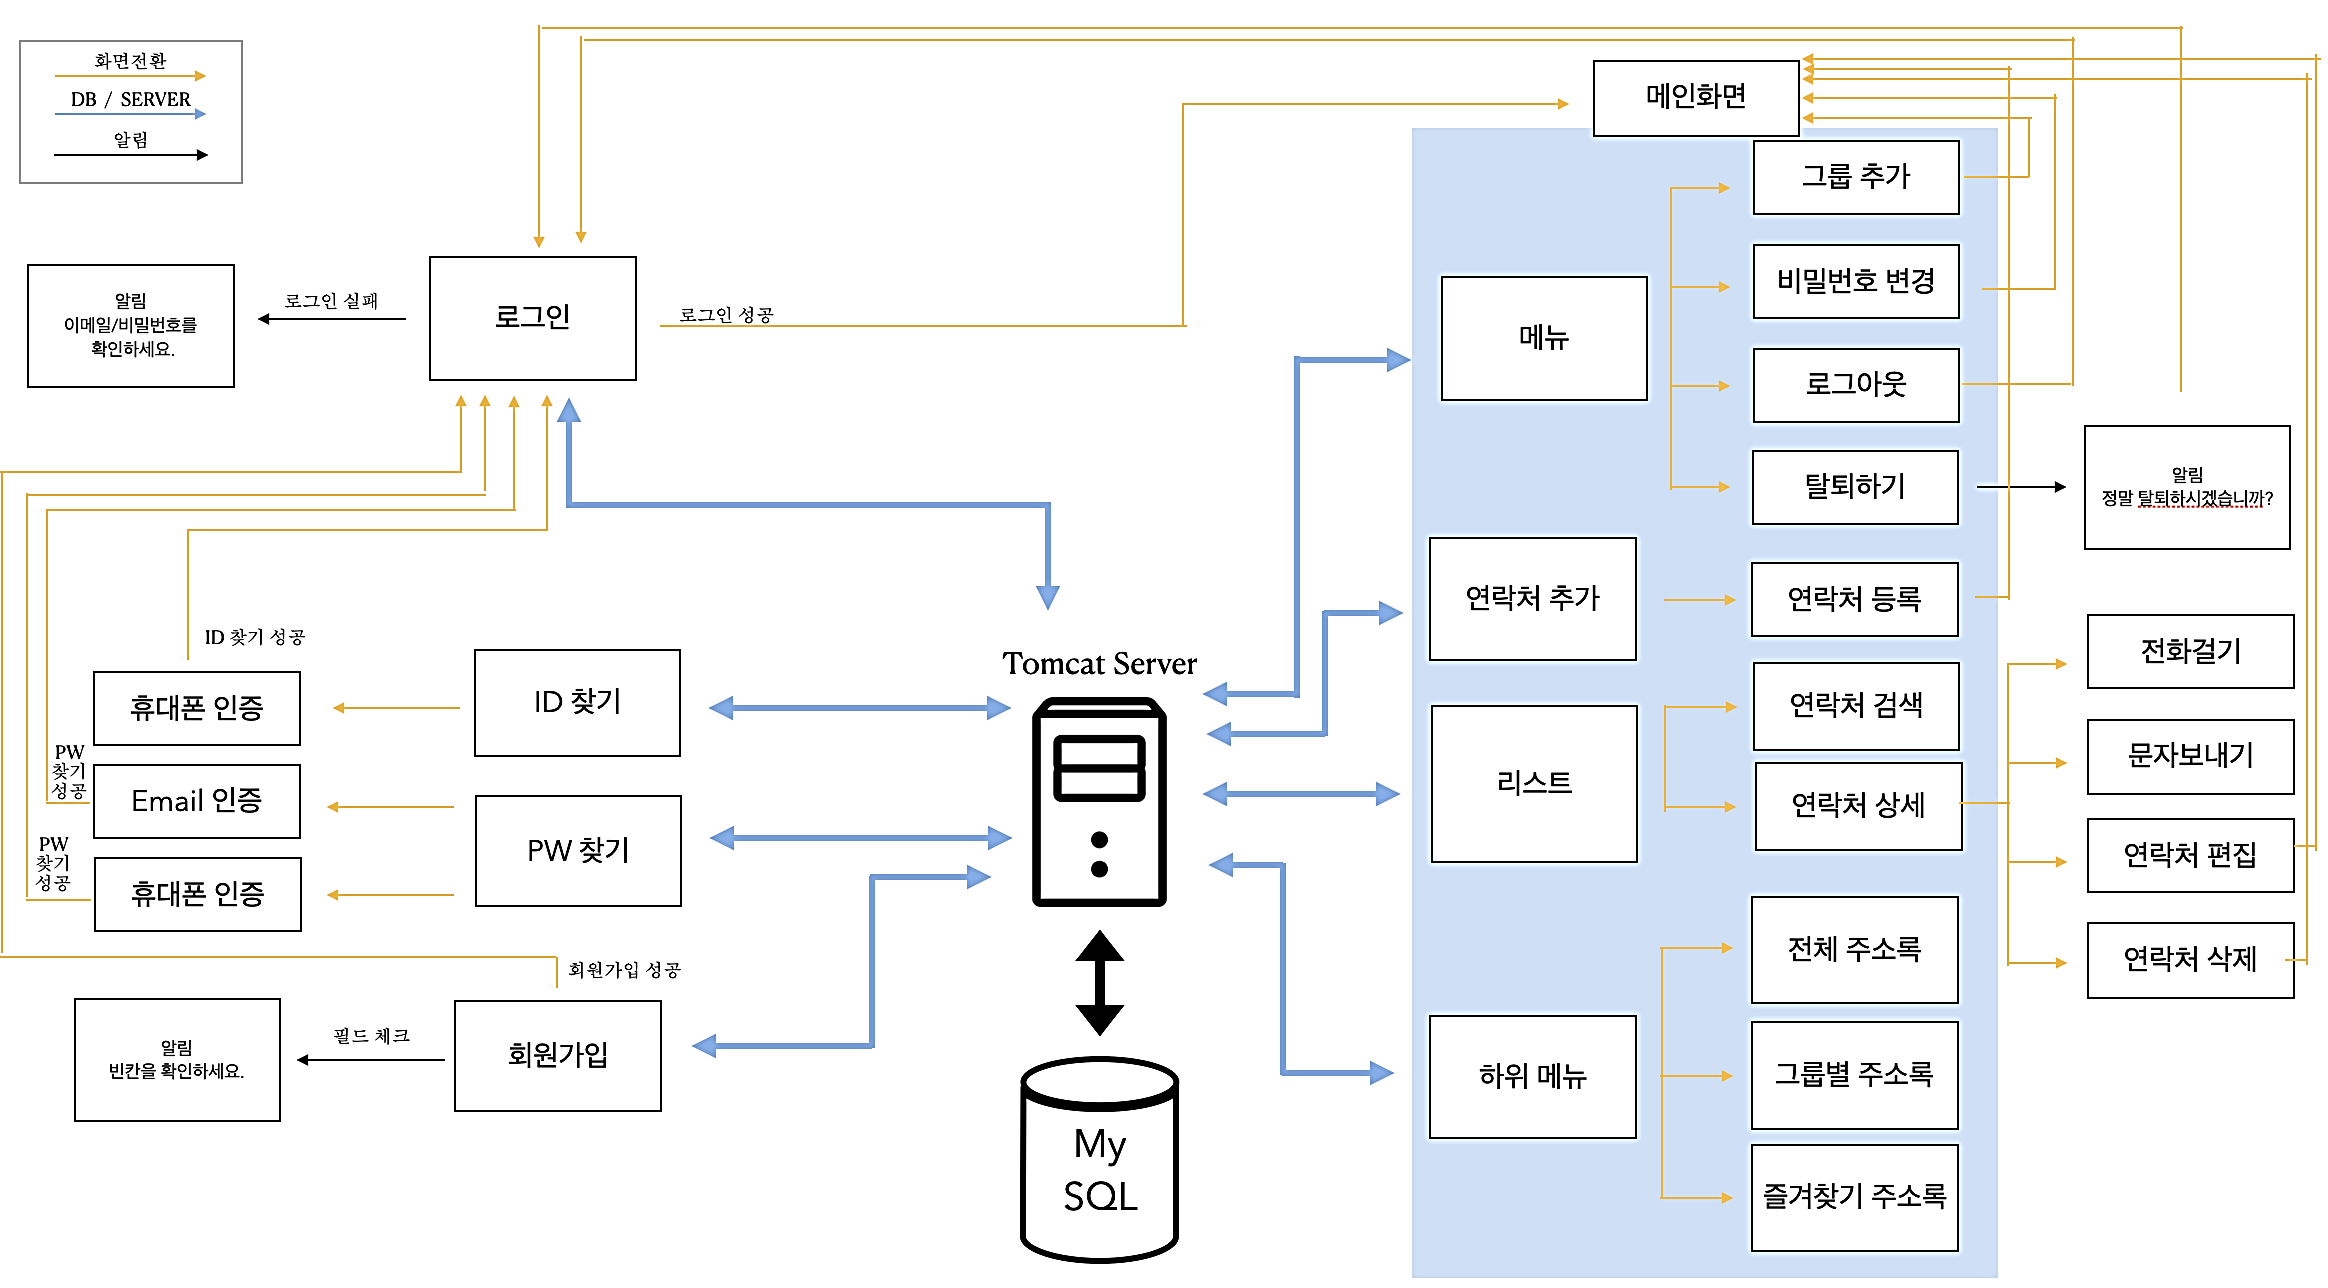 화면전환
DB / SERVER
알림
메인화면
그룹 추가
비밀번호 변경
메뉴
로그아웃
탈퇴하기
알림
정말 탈퇴하시겠습니까?
알림
이메일/비밀번호를
확인하세요.
로그인 실패
로그인
로그인 성공
연락처 추가
연락처 등록
ID 찾기 성공
Tomcat Server
전화걸기
휴대폰 인증
ID 찾기
연락처 검색
문자보내기
PW
찾기
성공
Email 인증
리스트
연락처 상세
PW 찾기
PW
찾기
성공
휴대폰 인증
연락처 편집
전체 주소록
연락처 삭제
회원가입 성공
알림
빈칸을 확인하세요.
필드 체크
회원가입
하위 메뉴
그룹별 주소록
My
SQL
즐겨찾기 주소록